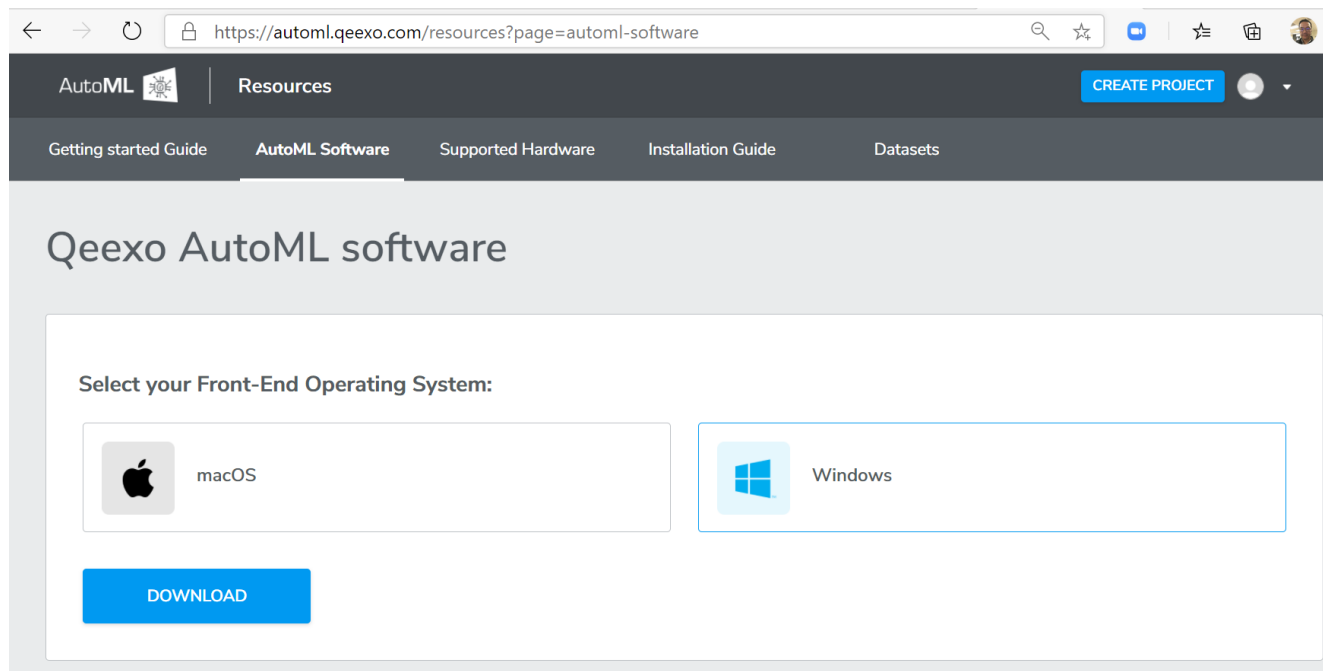 https://automl.qeexo.com/resources?page=automl-software
AutoML Resources CREATE PROJECT
Getting started Guide AutoML Software Supported Hardware Installation Guide Datasets
Qeexo AutoML software
Select your Front-End Operating System:
macOS Windows
DOWNLOAD